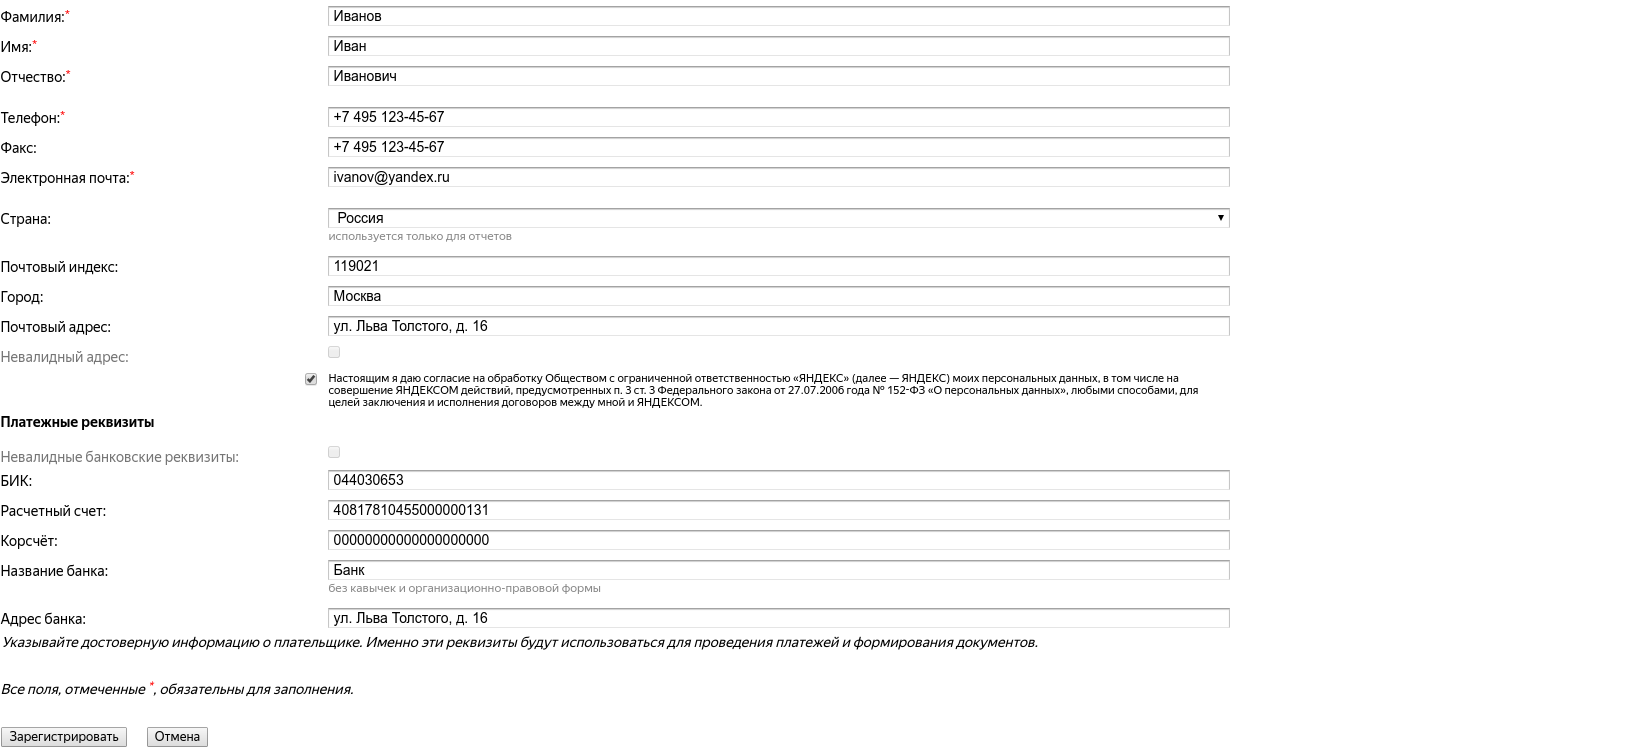 Фамилия:* Иванов
Имя:* Иван
Отчество:* Иванович
Телефон:* +7 495 123-45-67
Факс: +7 495 123-45-67
Электронная почта:* ivanov@yandex.ru
Страна: Россия
используется только для отчетов
Почтовый индекс: 119021
Город: Москва
Почтовый адрес: ул. Льва Толстого, д. 16
Невалидный адрес:
Настоящим я даю согласие на обработку Обществом с ограниченной ответственностью «ЯНДЕКС» (далее — ЯНДЕКС) моих персональных данных, в том числе на
совершение ЯНДЕКСОМ действий, предусмотренных п. 3 ст. 3 Федерального закона от 27.07.2006 года № 152-ФЗ «О персональных данных», любыми способами, для
целей заключения и исполнения договоров между мной и ЯНДЕКСОМ.
Платежные реквизиты
Невалидные банковские реквизиты:
БИК: 044030653
Расчетный счет: 40817810455000000131
Корсчёт: 00000000000000000000
Название банка: Банк
без кавычек и организационно-правовой формы
Адрес банка: ул. Льва Толстого, д. 16
Указывайте достоверную информацию о плательщике. Именно эти реквизиты будут использоваться для проведения платежей и формирования документов.
Все поля, отмеченные *, обязательны для заполнения.
Зарегистрировать Отмена